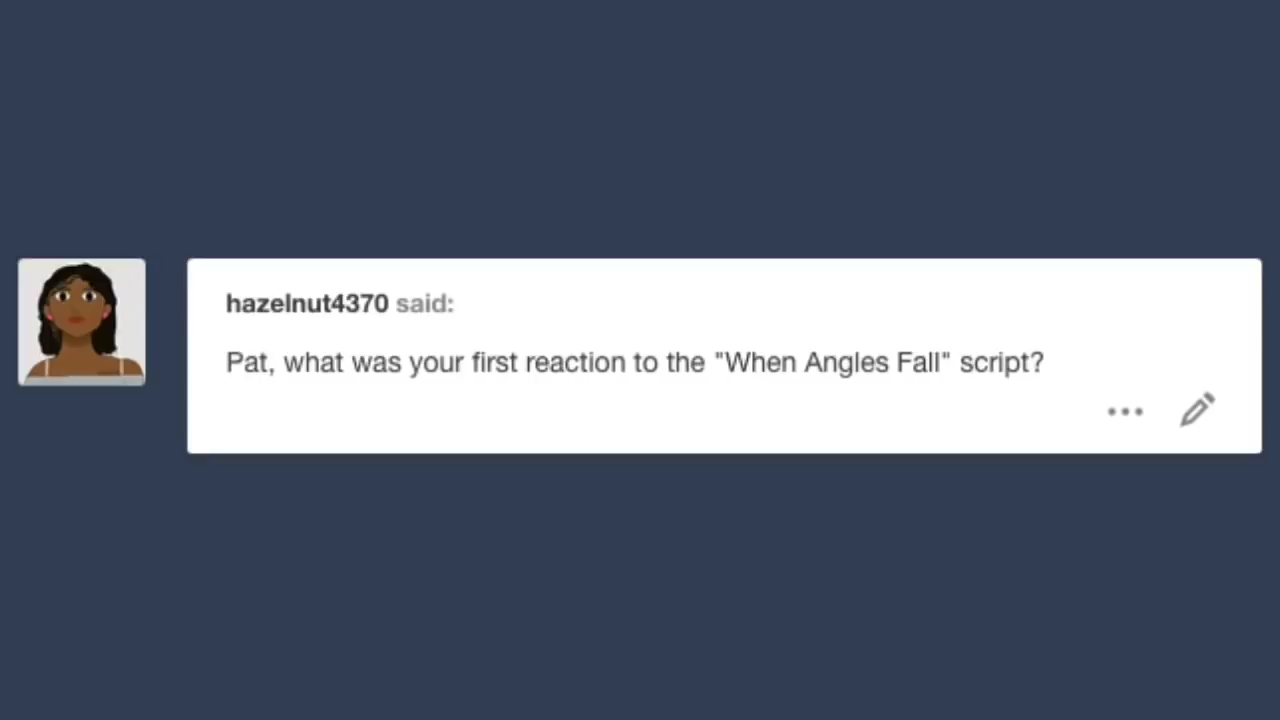 hazelnut4370 said:
Pat, what was your first reaction to the "When Angles Fall" script?